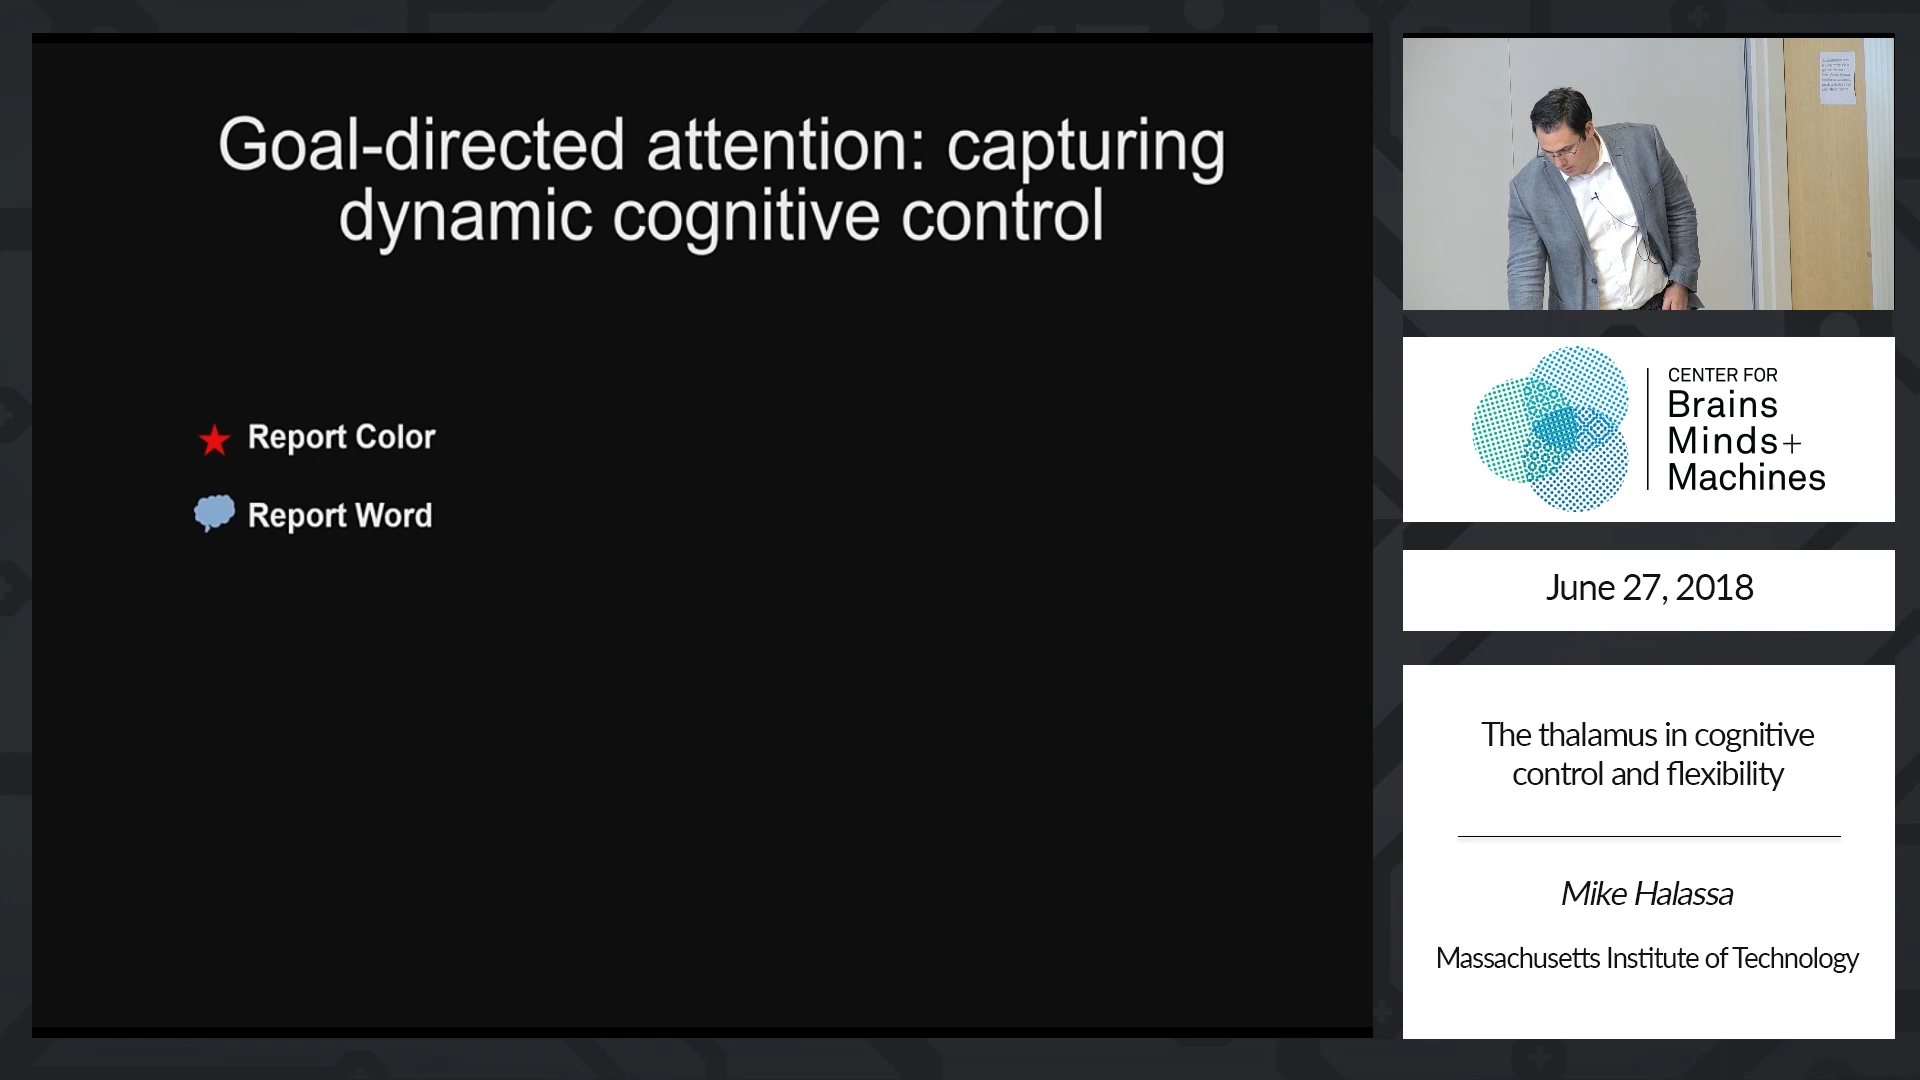 Goal-directed attention: capturing
dynamic cognitive control
Report Color
Report Word
CENTER FOR
Brains
Minds+
Machines
June 27, 2018
The thalamus in cognitive
control and flexibility
Mike Halassa
Massachusetts Institute of Technology